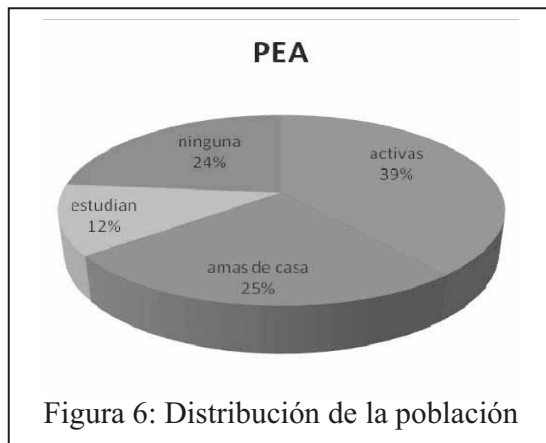 PEA
ninguna
24%
activas
39%
estudian
12%
amas de casa
25%
Figura 6: Distribución de la población